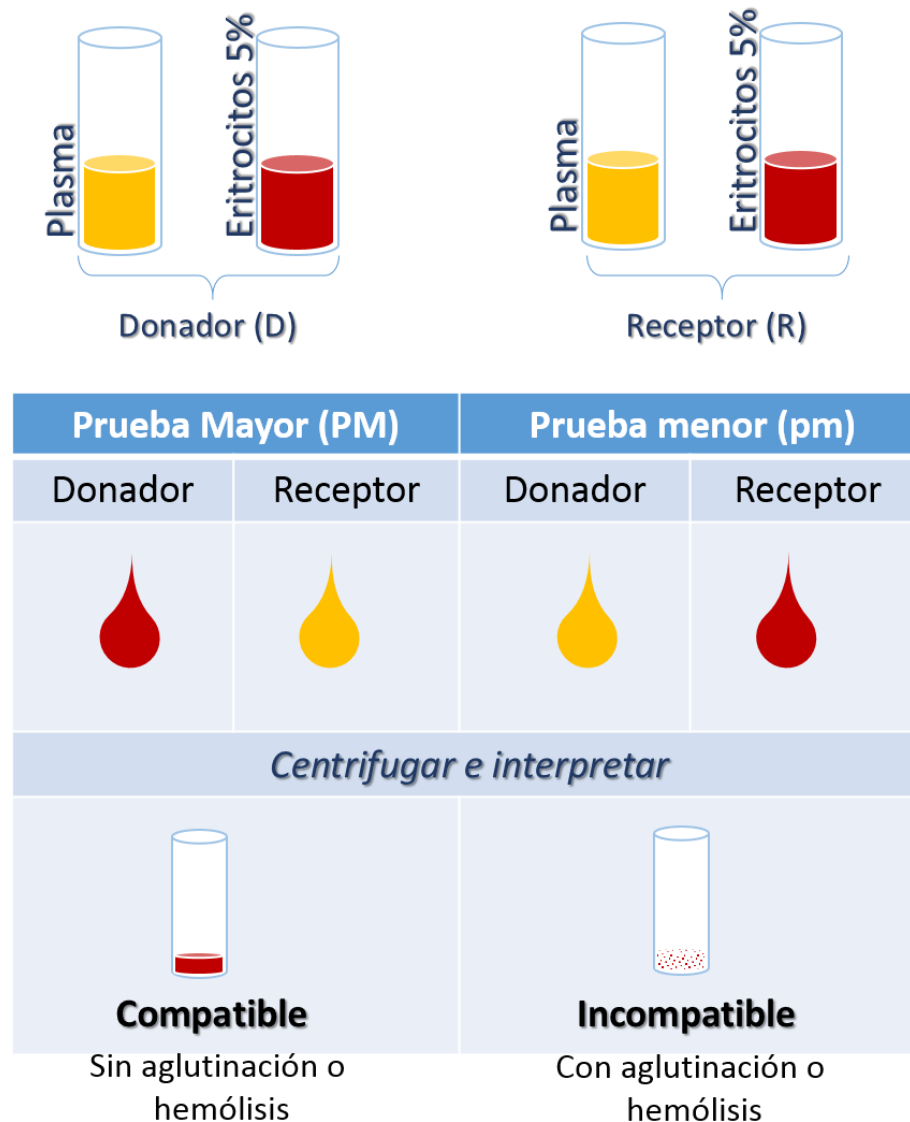 Plasma
Eritrocitos 5%
Plasma
Eritrocitos 5%
Donador (D)
Receptor (R)
Prueba Mayor (PM)
Prueba menor (pm)
Donador
Receptor
Donador
Receptor
Centrifugar e interpretar
Compatible
Incompatible
Sin aglutinación o
hemólisis
Con aglutinación o
hemólisis